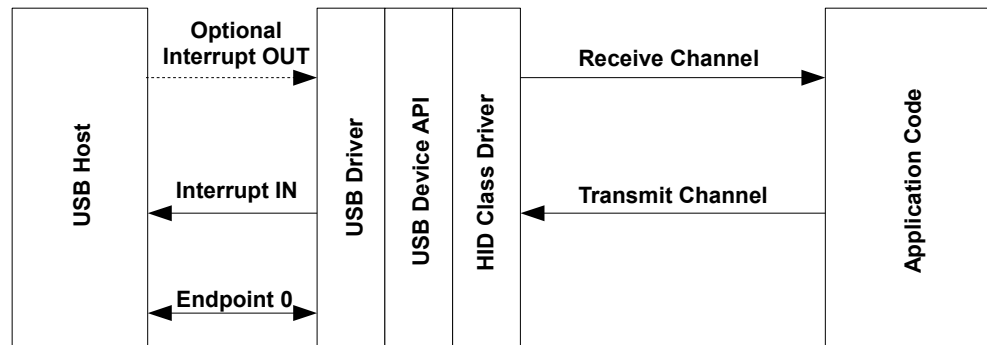 USB Host
Optional
Interrupt OUT
Interrupt IN
Endpoint 0
USB Driver
USB Device API
HID Class Driver
Receive Channel
Transmit Channel
Application Code